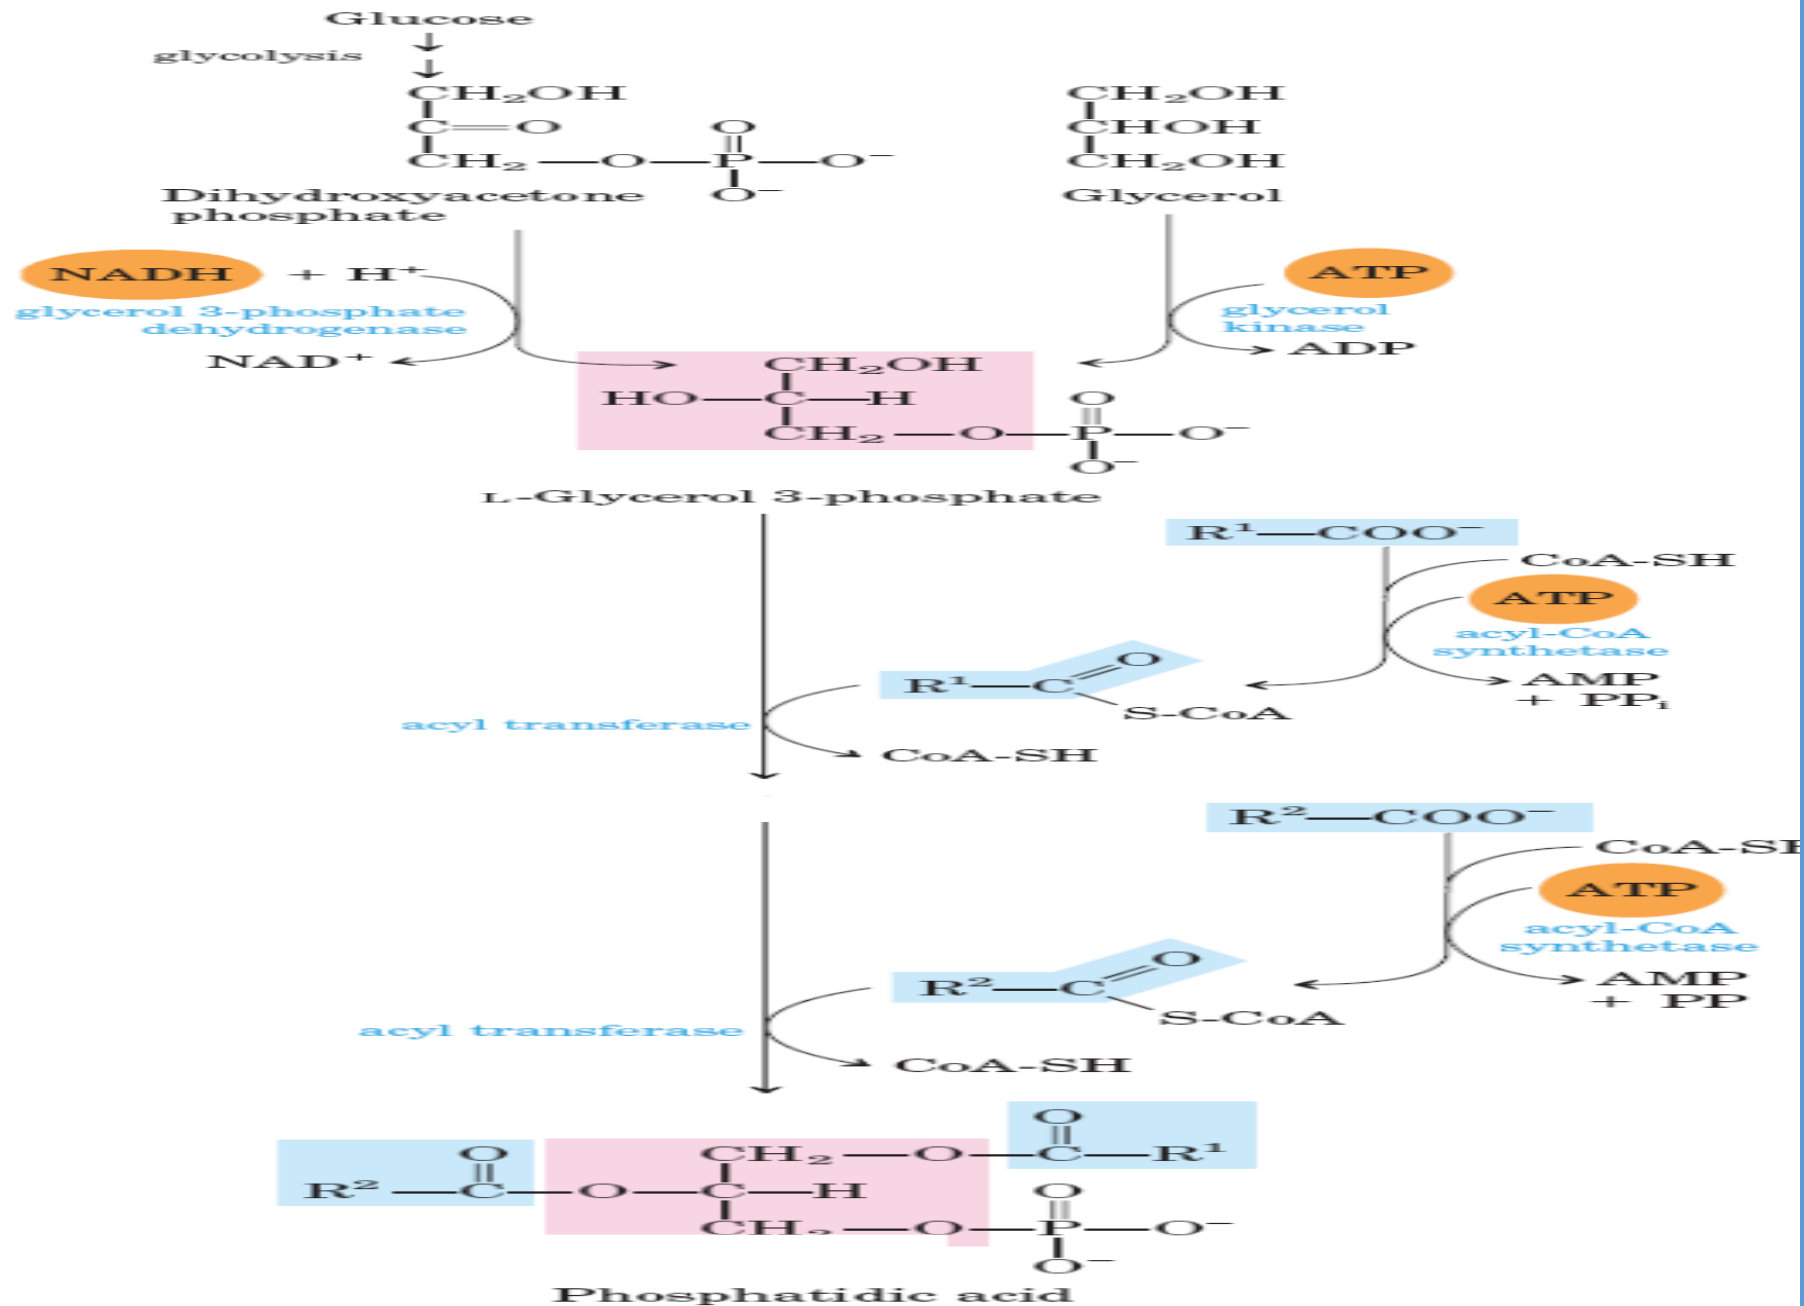 Glucose
glycolysis
CH₂OH
C=O
CH₂—O—P—O⁻
O
O⁻
Dihydroxyacetone
phosphate
CH₂OH
CHOH
CH₂OH
Glycerol
NADH + H⁺
glycerol 3-phosphate
dehydrogenase
NAD⁺
ATP
glycerol
kinase
ADP
CH₂OH
HO—C—H
CH₂—O—P—O⁻
O
O⁻
L-Glycerol 3-phosphate
R¹—COO⁻
CoA-SH
ATP
acyl-CoA
synthetase
AMP
+ PPᵢ
R¹—C=O
S-CoA
acyl transferase
CoA-SH
R²—COO⁻
CoA-SH
ATP
acyl-CoA
synthetase
AMP
+ PP
R²—C=O
S-CoA
acyl transferase
CoA-SH
O
CH₂—O—C—R¹
O
R²—C—O—C—H
O
CH₂—O—P—O⁻
O⁻
Phosphatidic acid